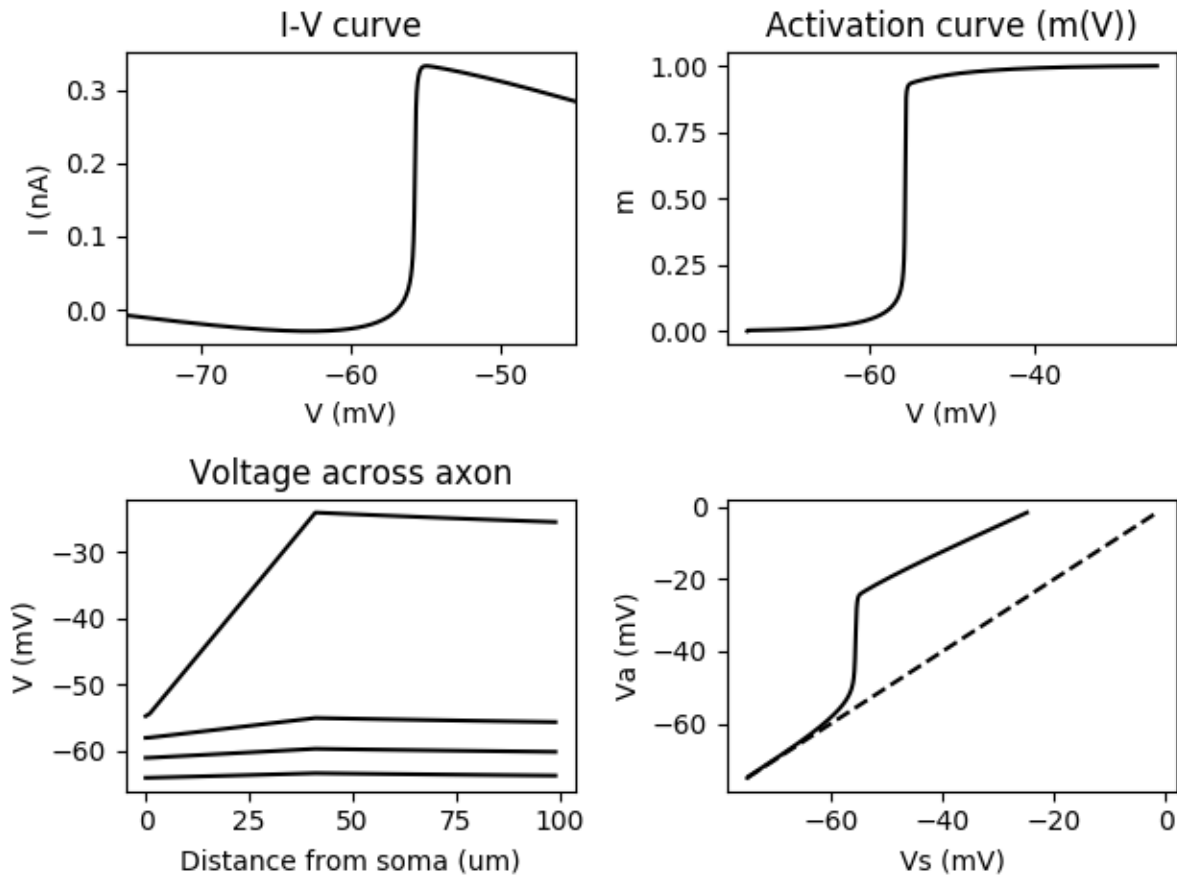 I-V curve
I (nA)
0.3
0.2
0.1
0.0
−70
−60
−50
V (mV)
Activation curve (m(V))
m
1.00
0.75
0.50
0.25
0.00
−60
−40
V (mV)
Voltage across axon
V (mV)
−30
−40
−50
−60
0
25
50
75
100
Distance from soma (um)
Va (mV)
0
−20
−40
−60
−60
−40
−20
0
Vs (mV)